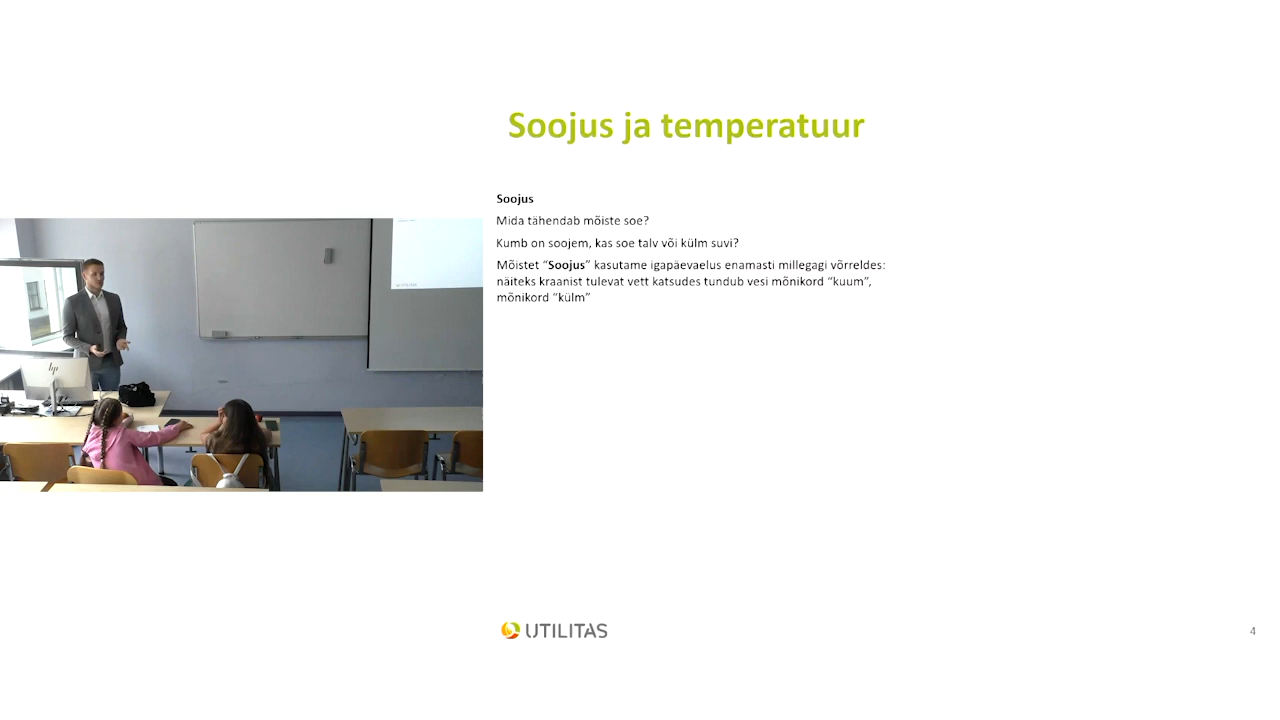 Soojus ja temperatuur
Soojus
Mida tähendab mõiste soe?
Kumb on soojem, kas soe talv või külm suvi?
Mõistet “Soojus” kasutame igapäevaelus enamasti millegagi võrreldes:
näiteks kraanist tulevat vett katsudes tundub vesi mõnikord “kuum”,
mõnikord “külm”
hp
UTILITAS
4